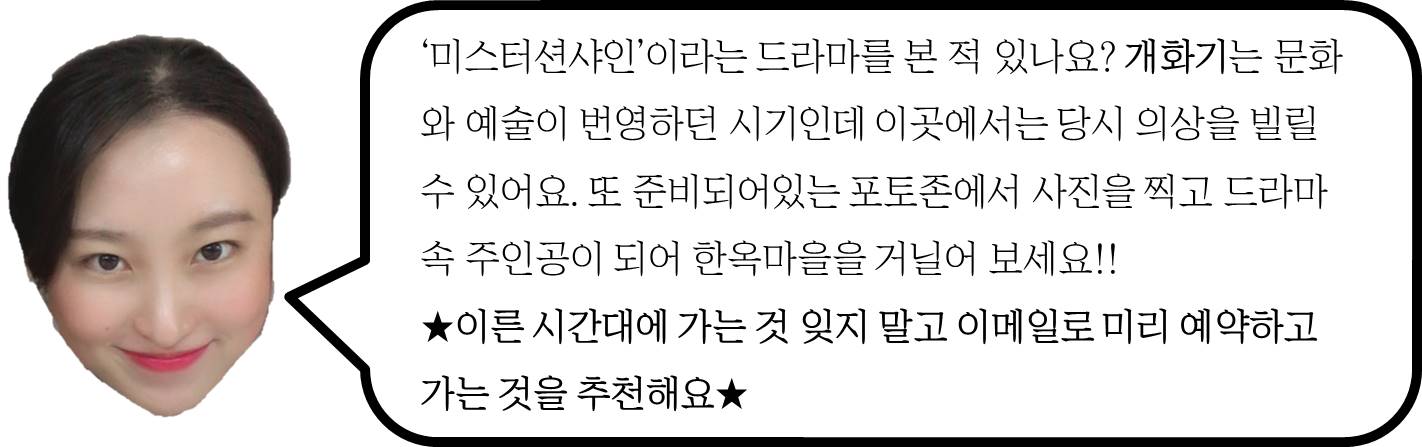 ‘미스터션샤인’이라는 드라마를 본 적 있나요? 개화기는 문화
와 예술이 번영하던 시기인데 이곳에서는 당시 의상을 빌릴
수 있어요. 또 준비되어있는 포토존에서 사진을 찍고 드라마
속 주인공이 되어 한옥마을을 거닐어 보세요!!
★이른 시간대에 가는 것 잊지 말고 이메일로 미리 예약하고
가는 것을 추천해요★